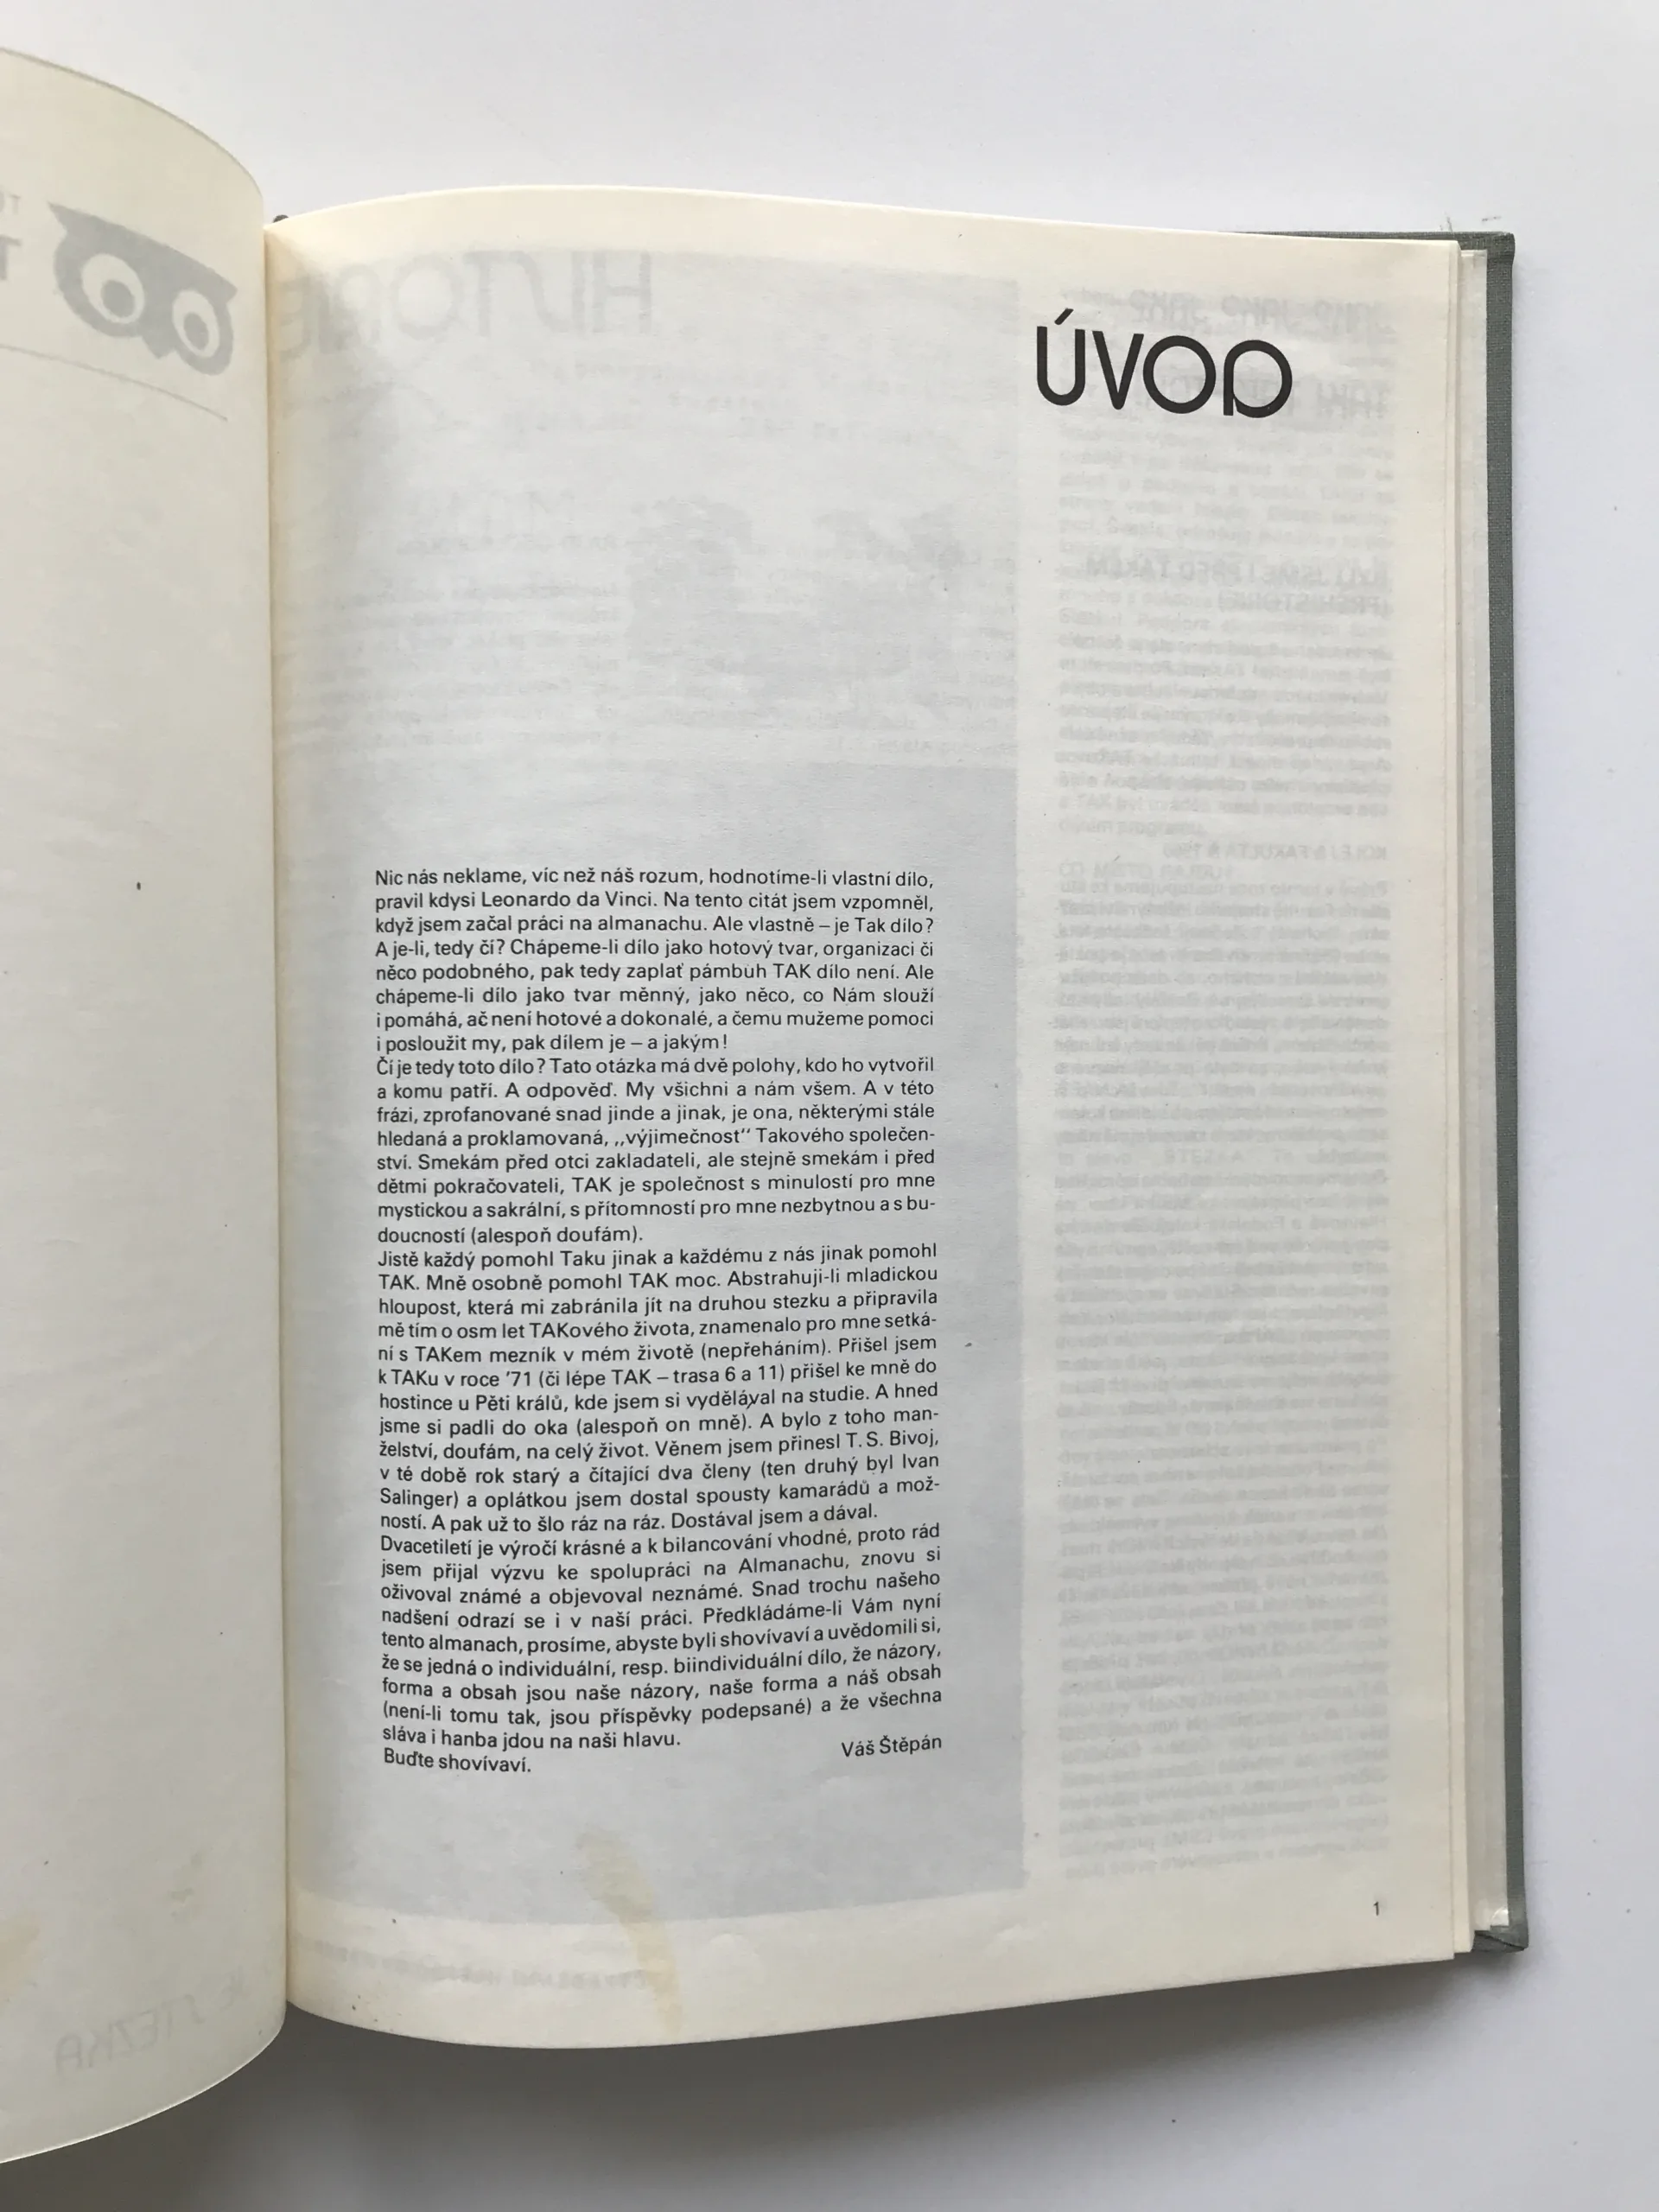 ÚVOD
Nic nás neklame, víc než náš rozum, hodnotíme-li vlastní dílo,
pravil kdysi Leonardo da Vinci. Na tento citát jsem vzpomněl,
když jsem začal práci na almanachu. Ale vlastně – je Tak dílo?
A je-li, tedy čí? Chápeme-li dílo jako hotový tvar, organizaci či
něco podobného, pak tedy zaplať pámbuh TAK dílo není. Ale
chápeme-li dílo jako tvar měnný, jako něco, co Nám slouží
i pomáhá, ač není hotové a dokonalé, a čemu mužeme pomoci
i posloužit my, pak dílem je – a jakým!
Čí je tedy toto dílo? Tato otázka má dvě polohy, kdo ho vytvořil
a komu patří. A odpověď. My všichni a nám všem. A v této
frázi, zprofanované snad jinde a jinak, je ona, některými stále
hledaná a proklamovaná, ,,výjimečnost'' Takového společen-
ství. Smekám před otci zakladateli, ale stejně smekám i před
dětmi pokračovateli, TAK je společnost s minulostí pro mne
mystickou a sakrální, s přítomností pro mne nezbytnou a s bu-
doucností (alespoň doufám).
Jistě každý pomohl Taku jinak a každému z nás jinak pomohl
TAK. Mně osobně pomohl TAK moc. Abstrahuji-li mladickou
hloupost, která mi zabránila jít na druhou stezku a připravila
mě tím o osm let TAKového života, znamenalo pro mne setká-
ní s TAKem mezník v mém životě (nepřeháním). Přišel jsem
k TAKu v roce '71 (či lépe TAK – trasa 6 a 11) přišel ke mně do
hostince u Pěti králů, kde jsem si vydělával na studie. A hned
jsme si padli do oka (alespoň on mně). A bylo z toho man-
želství, doufám, na celý život. Věnem jsem přinesl T. S. Bivoj,
v té době rok starý a čítající dva členy (ten druhý byl Ivan
Salinger) a oplátkou jsem dostal spousty kamarádů a mož-
ností. A pak už to šlo ráz na ráz. Dostával jsem a dával.
Dvacetiletí je výročí krásné a k bilancování vhodné, proto rád
jsem přijal výzvu ke spolupráci na Almanachu, znovu si
oživoval známé a objevoval neznámé. Snad trochu našeho
nadšení odrazí se i v naší práci. Předkládáme-li Vám nyní
tento almanach, prosíme, abyste byli shovívaví a uvědomili si,
že se jedná o individuální, resp. biindividuální dílo, že názory,
forma a obsah jsou naše názory, naše forma a náš obsah
(není-li tomu tak, jsou příspěvky podepsané) a že všechna
sláva i hanba jdou na naši hlavu.
Buďte shovívaví.
Váš Štěpán
1